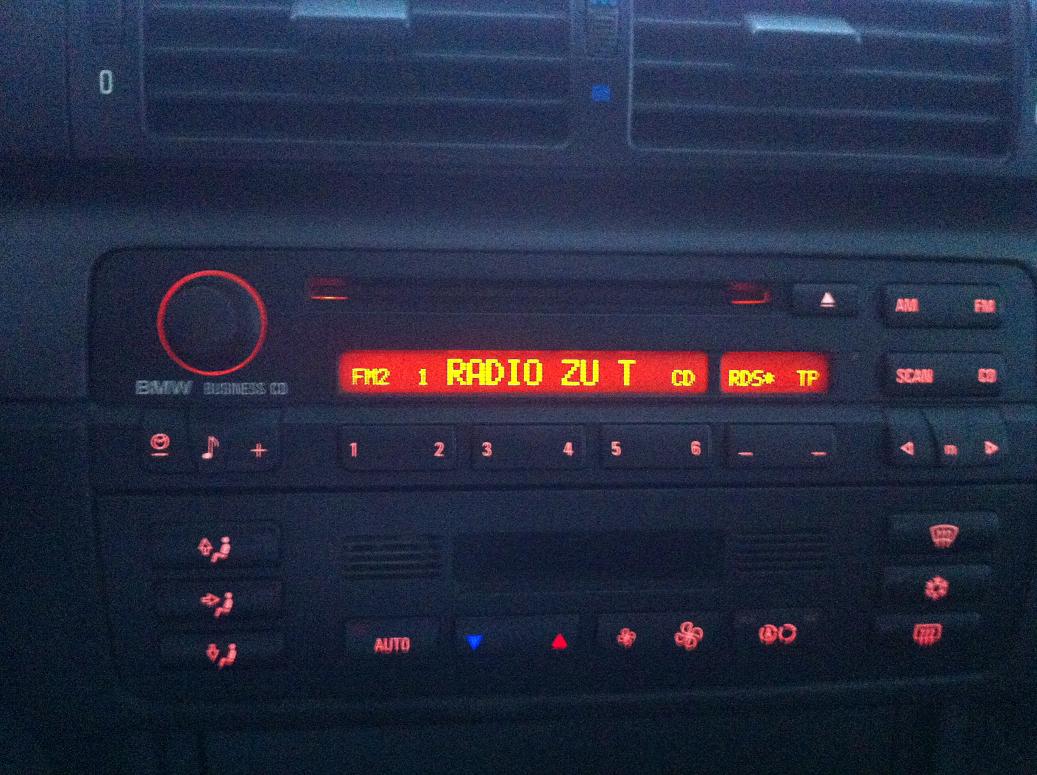 0
AM FM
FM2 1 RADIO ZU T CD RDS* TP
SCAN CD
BMW BUSINESS CD
1 2 3 4 5 6 m
AUTO